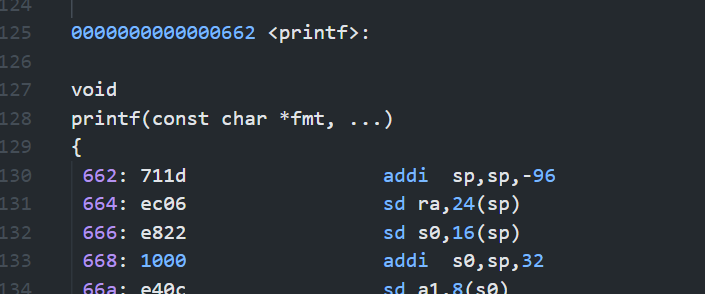 124
125 0000000000000662 <printf>:
126
127 void
128 printf(const char *fmt, ...)
129 {
130 662: 711d addi sp,sp,-96
131 664: ec06 sd ra,24(sp)
132 666: e822 sd s0,16(sp)
133 668: 1000 addi s0,sp,32
134 66a: e40c sd a1,8(s0)